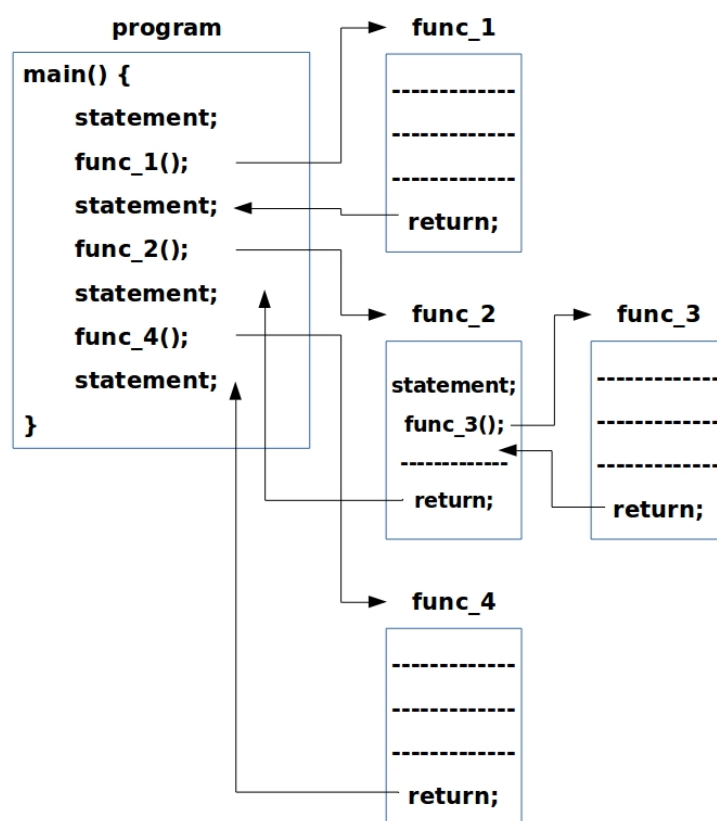 program
main() {
statement;
func_1();
statement;
func_2();
statement;
func_4();
statement;
}
func_1
-------------
-------------
-------------
return;
func_2
statement;
func_3();
-------------
return;
func_3
-------------
-------------
-------------
return;
func_4
-------------
-------------
-------------
return;